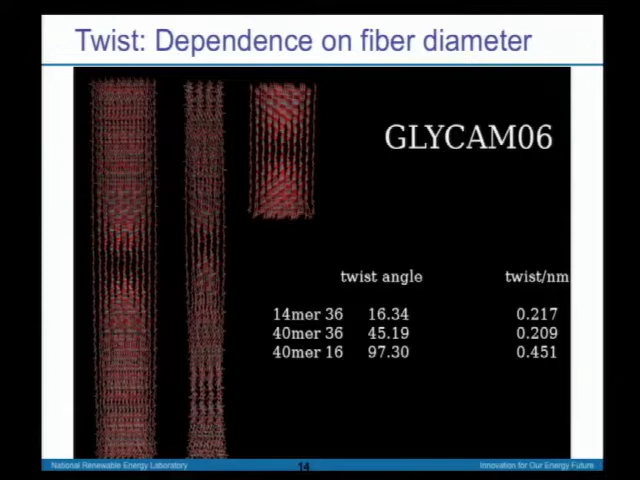 Twist: Dependence on fiber diameter
GLYCAM06
twist angle twist/nm
14mer 36 16.34 0.217
40mer 36 45.19 0.209
40mer 16 97.30 0.451
National Renewable Energy Laboratory 14 Innovation for Our Energy Future